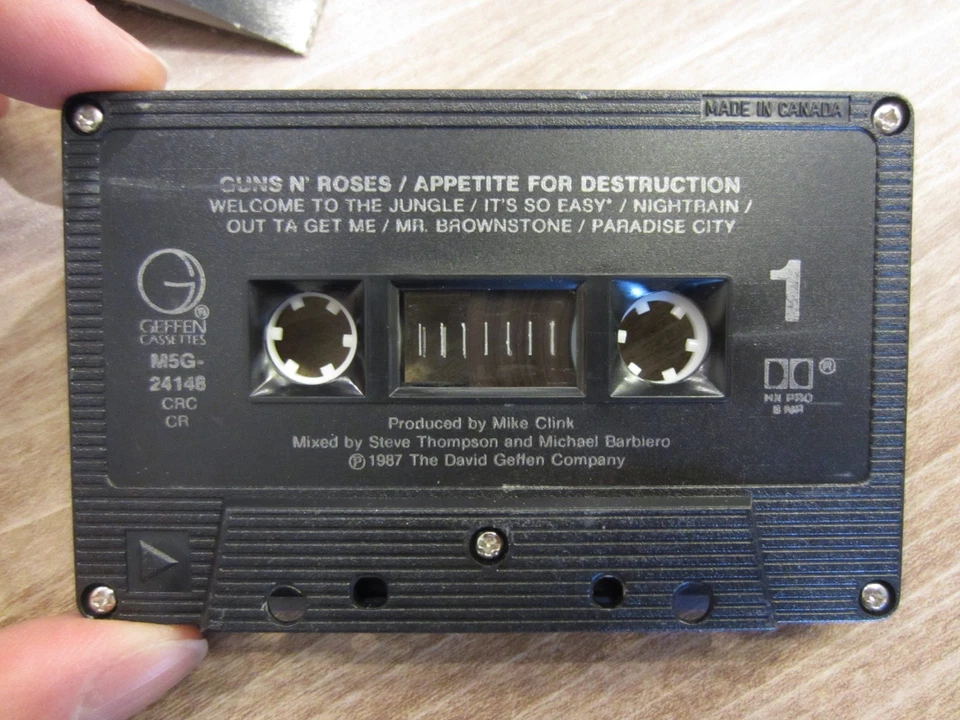 MADE IN CANADA
GUNS N' ROSES / APPETITE FOR DESTRUCTION
WELCOME TO THE JUNGLE / IT'S SO EASY* / NIGHTRAIN /
OUT TA GET ME / MR. BROWNSTONE / PARADISE CITY
1
G®
GEFFEN
CASSETTES
M5G-
24148
CRC
CR
®
HX PRO
B NR
Produced by Mike Clink
Mixed by Steve Thompson and Michael Barbiero
℗ 1987 The David Geffen Company